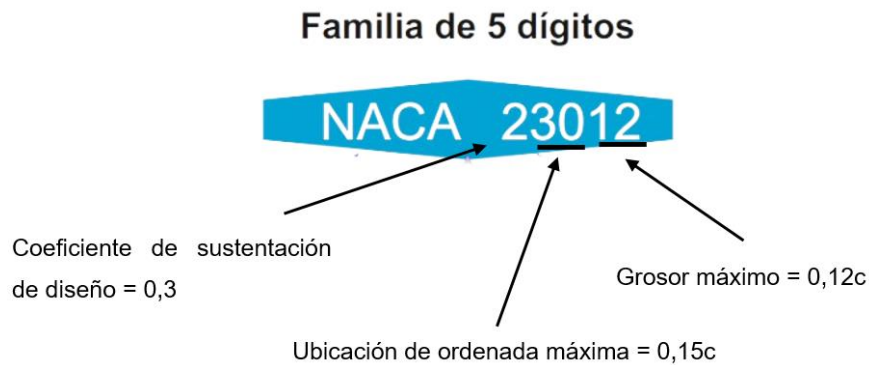 Familia de 5 dígitos
NACA 23012
Coeficiente de sustentación
de diseño = 0,3
Grosor máximo = 0,12c
Ubicación de ordenada máxima = 0,15c